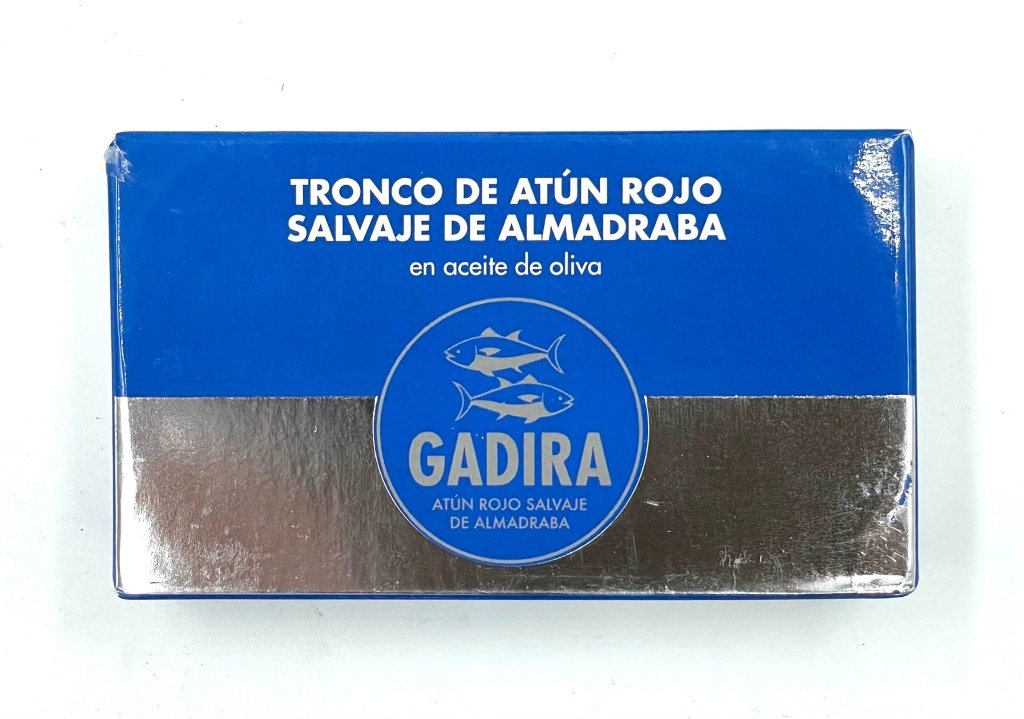 TRONCO DE ATÚN ROJO
SALVAJE DE ALMADRABA
en aceite de oliva
GADIRA
ATÚN ROJO SALVAJE
DE ALMADRABA